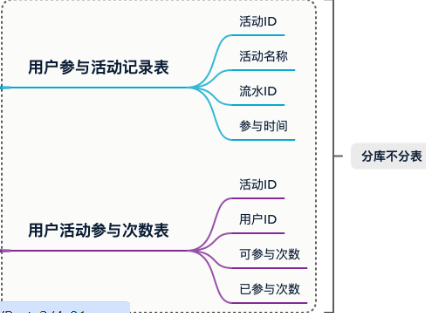 活动ID
用户参与活动记录表
活动名称
流水ID
参与时间
分库不分表
活动ID
用户活动参与次数表
用户ID
可参与次数
已参与次数